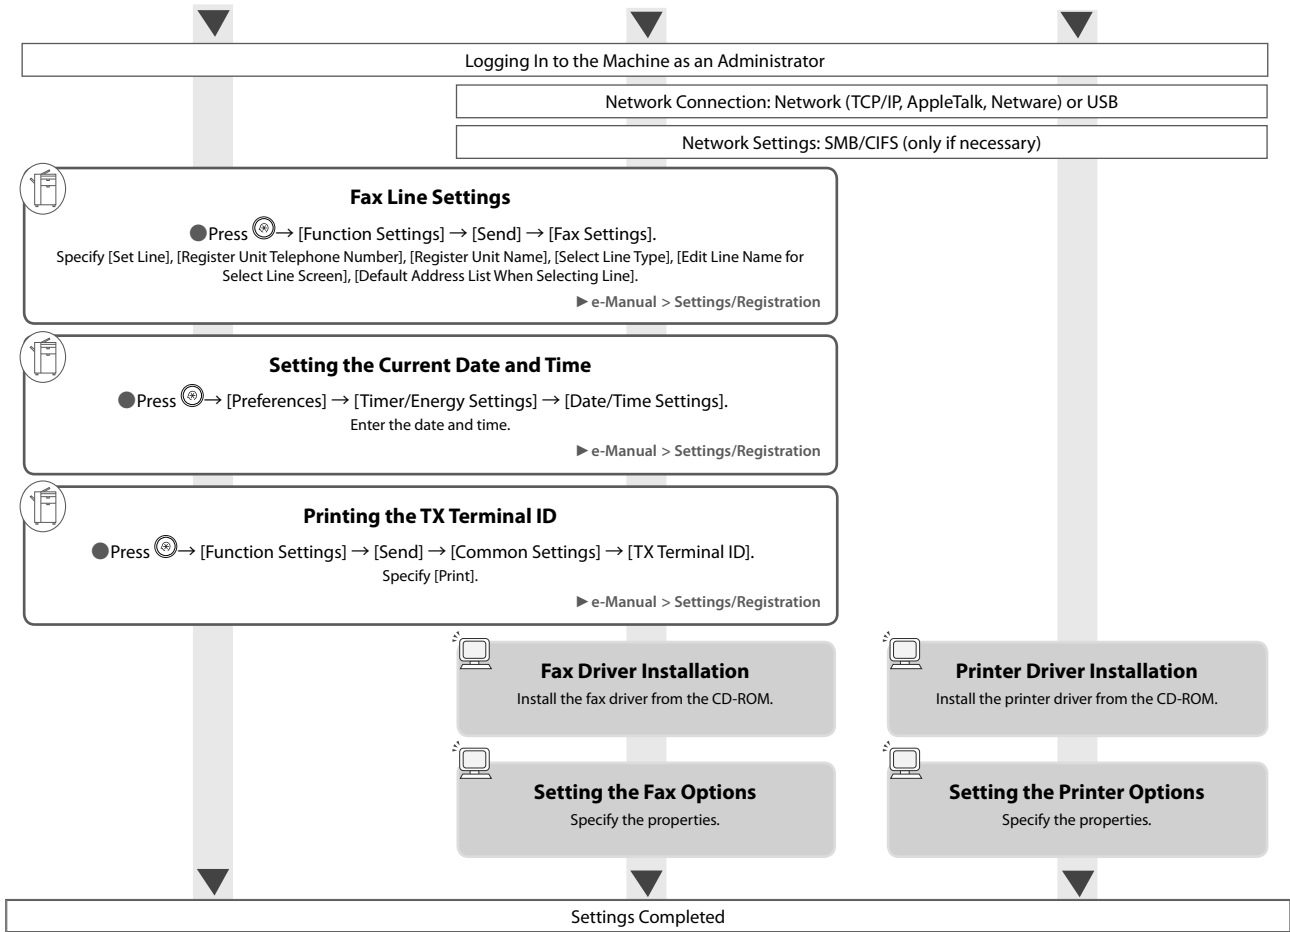 Logging In to the Machine as an Administrator
Network Connection: Network (TCP/IP, AppleTalk, Netware) or USB
Network Settings: SMB/CIFS (only if necessary)
Fax Line Settings
●Press → [Function Settings] → [Send] → [Fax Settings].
Specify [Set Line], [Register Unit Telephone Number], [Register Unit Name], [Select Line Type], [Edit Line Name for
Select Line Screen], [Default Address List When Selecting Line].
▶ e-Manual > Settings/Registration
Setting the Current Date and Time
●Press → [Preferences] → [Timer/Energy Settings] → [Date/Time Settings].
Enter the date and time.
▶ e-Manual > Settings/Registration
Printing the TX Terminal ID
●Press → [Function Settings] → [Send] → [Common Settings] → [TX Terminal ID].
Specify [Print].
▶ e-Manual > Settings/Registration
Fax Driver Installation
Install the fax driver from the CD-ROM.
Printer Driver Installation
Install the printer driver from the CD-ROM.
Setting the Fax Options
Specify the properties.
Setting the Printer Options
Specify the properties.
Settings Completed